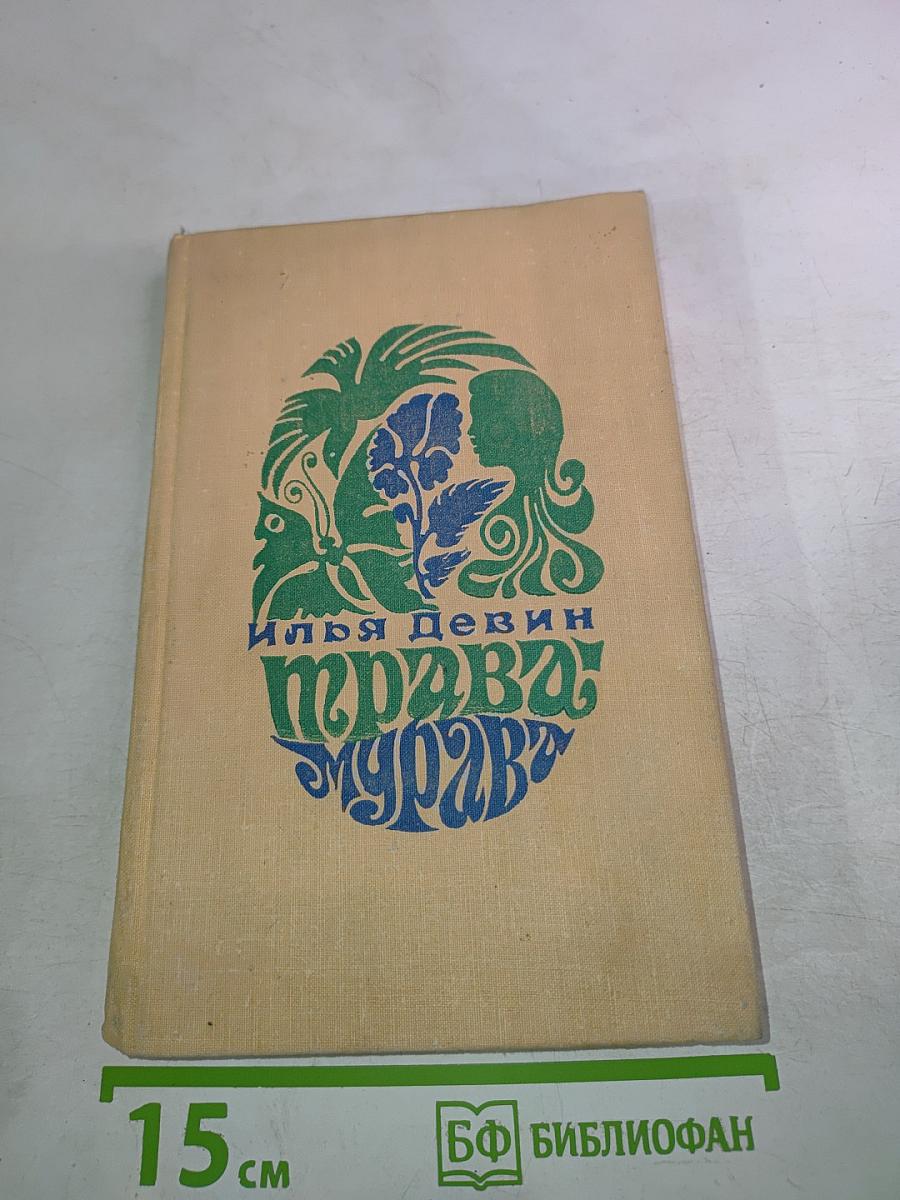 Илья Девин
трава-
мурава
15 см
БФ БИБЛИОФАН